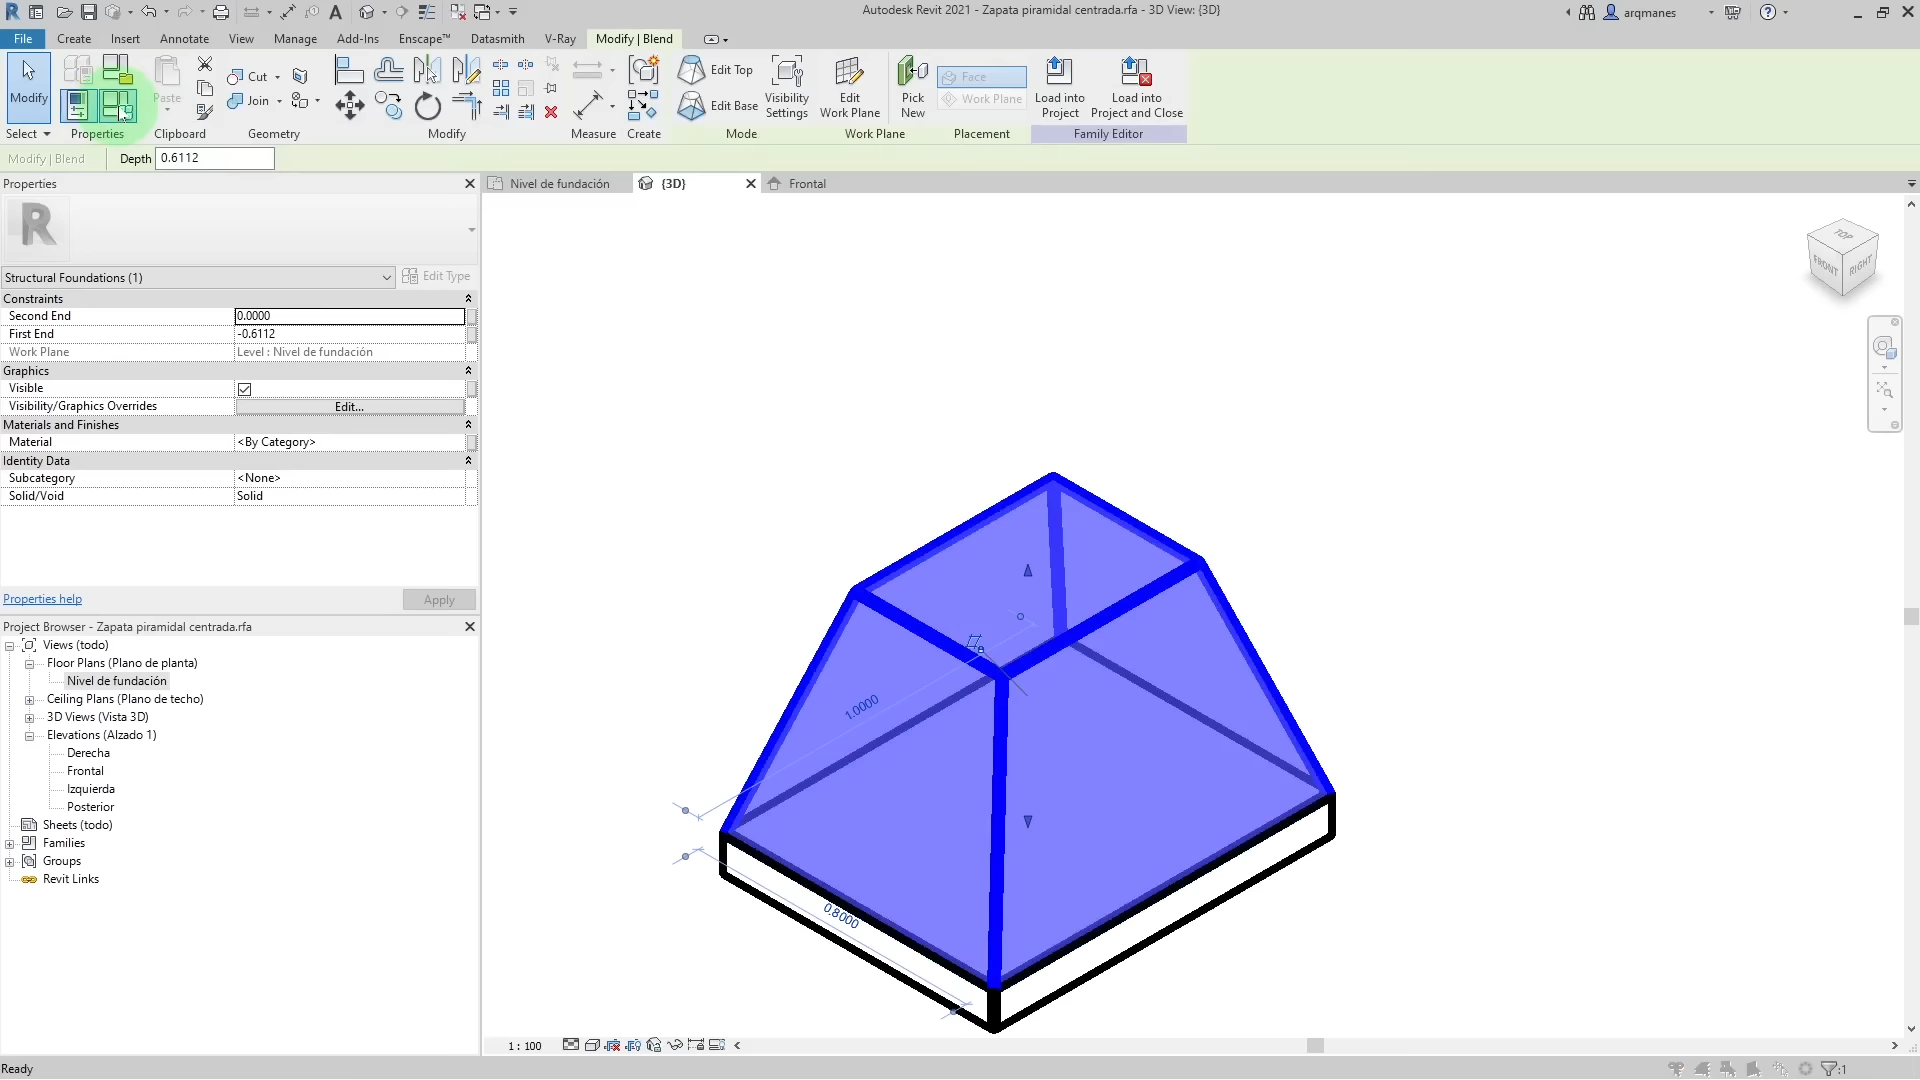 Autodesk Revit 2021 - Zapata piramidal centrada.rfa - 3D View: {3D}
arqmanes
File
Create
Insert
Annotate
View
Manage
Add-Ins
Enscape™
Datasmith
V-Ray
Modify | Blend
Modify
Paste
Cut
Join
Edit Top
Edit Base
Visibility
Settings
Edit
Work Plane
Pick
New
Face
Work Plane
Load into
Project
Load into
Project and Close
Select
Properties
Clipboard
Geometry
Modify
Measure
Create
Mode
Work Plane
Placement
Family Editor
Modify | Blend
Depth 0.6112
Properties
Nivel de fundación
{3D}
Frontal
Structural Foundations (1)
Edit Type
Constraints
Second End 0.0000
First End -0.6112
Work Plane Level : Nivel de fundación
Graphics
Visible
Visibility/Graphics Overrides Edit...
Materials and Finishes
Material <By Category>
Identity Data
Subcategory <None>
Solid/Void Solid
Properties help
Apply
Project Browser - Zapata piramidal centrada.rfa
Views (todo)
Floor Plans (Plano de planta)
Nivel de fundación
Ceiling Plans (Plano de techo)
3D Views (Vista 3D)
Elevations (Alzado 1)
Derecha
Frontal
Izquierda
Posterior
Sheets (todo)
Families
Groups
Revit Links
TOP
FRONT
RIGHT
1.0000
0.8000
1 : 100
Ready
:1